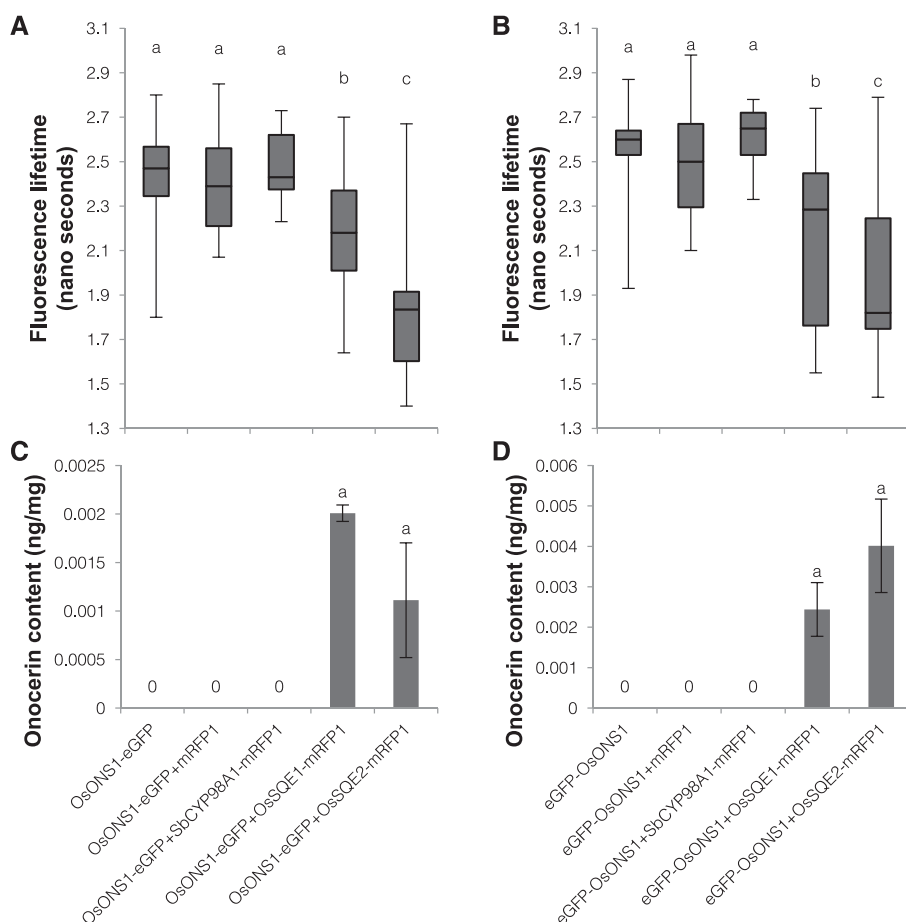 A
Fluorescence lifetime
(nano seconds)
3.1
2.9
2.7
2.5
2.3
2.1
1.9
1.7
1.5
1.3
a
a
a
b
c
B
Fluorescence lifetime
(nano seconds)
3.1
2.9
2.7
2.5
2.3
2.1
1.9
1.7
1.5
1.3
a
a
a
b
c
C
Onocerin content (ng/mg)
0.0025
0.002
0.0015
0.001
0.0005
0
0
0
0
a
a
OsONS1-eGFP
OsONS1-eGFP+mRFP1
OsONS1-eGFP+SbCYP98A1-mRFP1
OsONS1-eGFP+OsSQE1-mRFP1
OsONS1-eGFP+OsSQE2-mRFP1
D
Onocerin content (ng/mg)
0.006
0.005
0.004
0.003
0.002
0.001
0
0
0
0
a
a
eGFP-OsONS1
eGFP-OsONS1+mRFP1
eGFP-OsONS1+SbCYP98A1-mRFP1
eGFP-OsONS1+OsSQE1-mRFP1
eGFP-OsONS1+OsSQE2-mRFP1